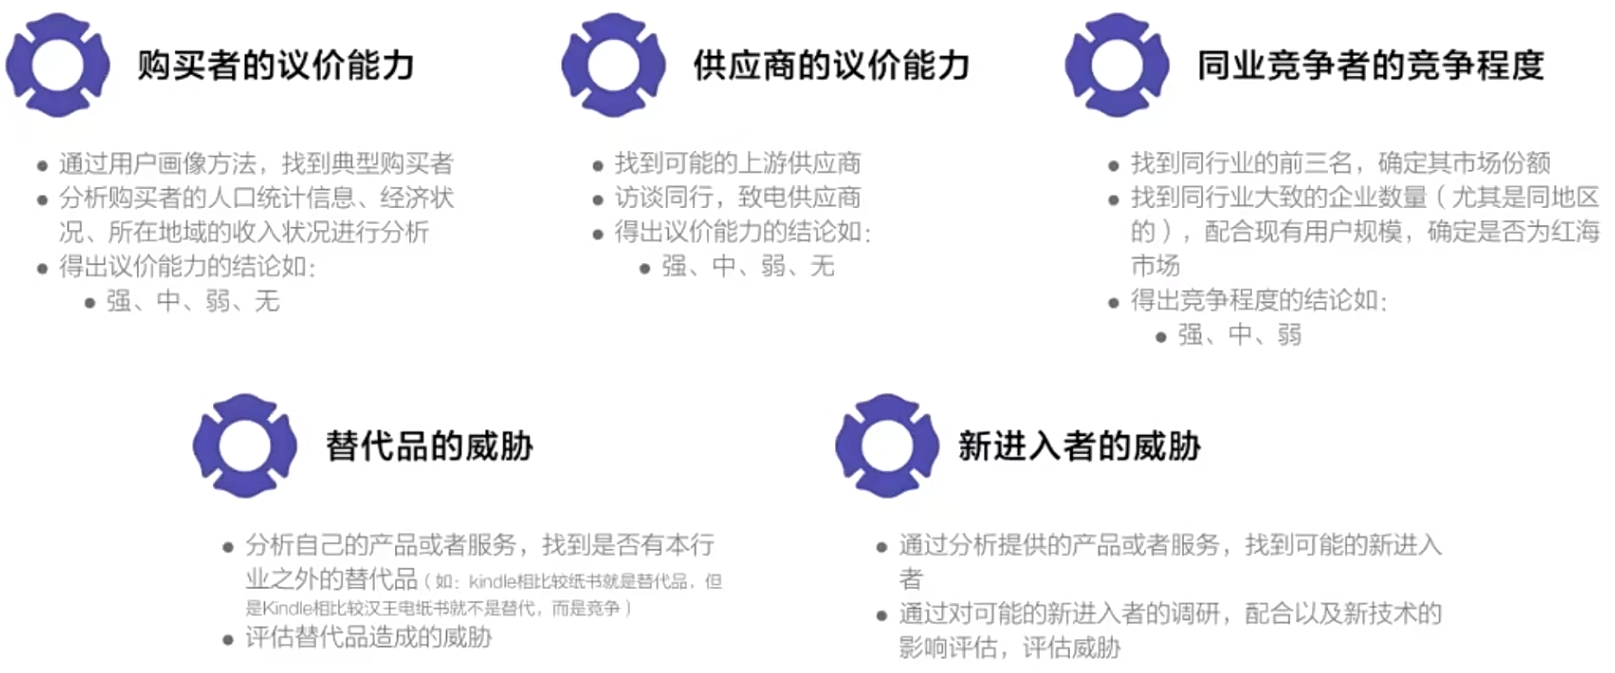 购买者的议价能力
通过用户画像方法，找到典型购买者
分析购买者的人口统计信息、经济状
况、所在地域的收入状况进行分析
得出议价能力的结论如：
强、中、弱、无
供应商的议价能力
找到可能的上游供应商
访谈同行，致电供应商
得出议价能力的结论如：
强、中、弱、无
同业竞争者的竞争程度
找到同行业的前三名，确定其市场份额
找到同行业大致的企业数量（尤其是同地区
的），配合现有用户规模，确定是否为红海
市场
得出竞争程度的结论如：
强、中、弱
替代品的威胁
分析自己的产品或者服务，找到是否有本行
业之外的替代品（如：kindle相比较纸书就是替代品，但
是Kindle相比较汉王电纸书就不是替代，而是竞争）
评估替代品造成的威胁
新进入者的威胁
通过分析提供的产品或者服务，找到可能的新进入
者
通过对可能的新进入者的调研，配合以及新技术的
影响评估，评估威胁